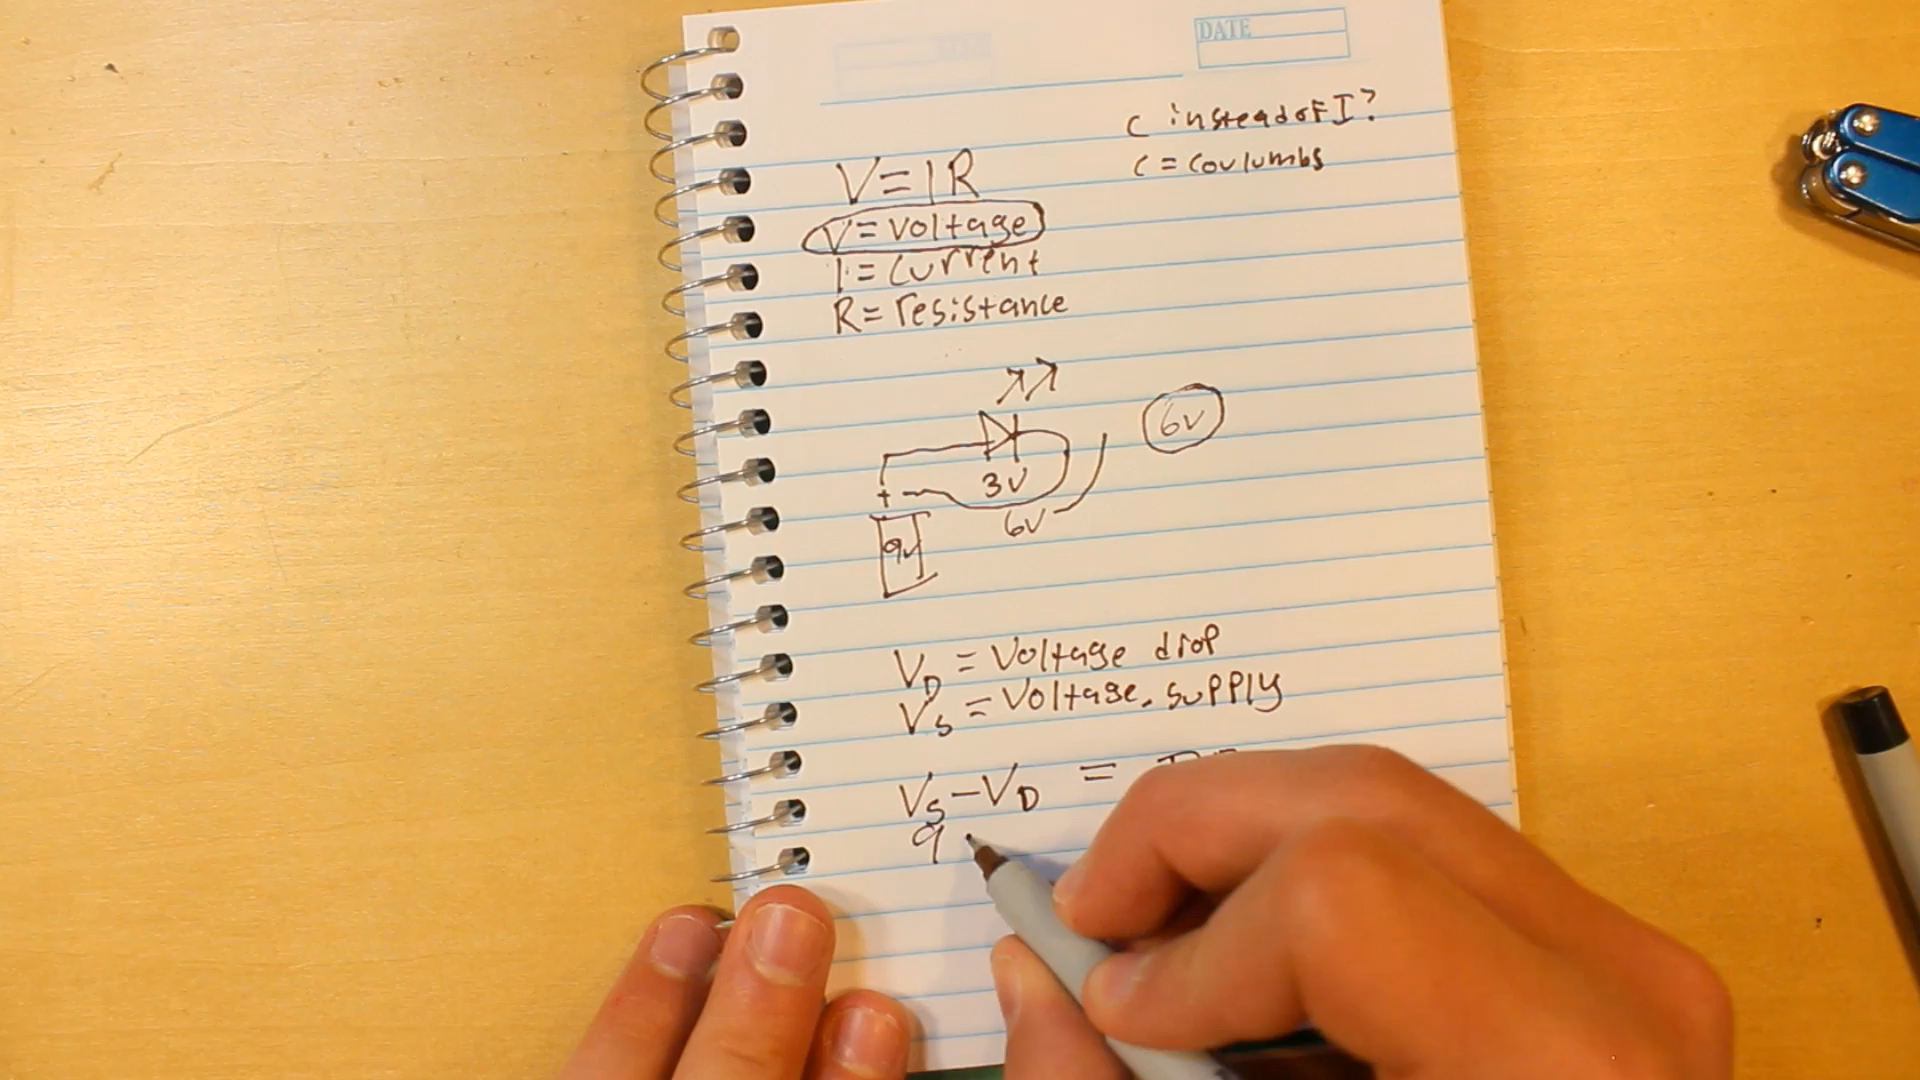 DATE
C instead of I?
C = Coulumbs
V=IR
V= Voltage
I = Current
R= resistance
6V
3V
6V
9V
VD = Voltage drop
VS = Voltage supply
VS - VD =
9